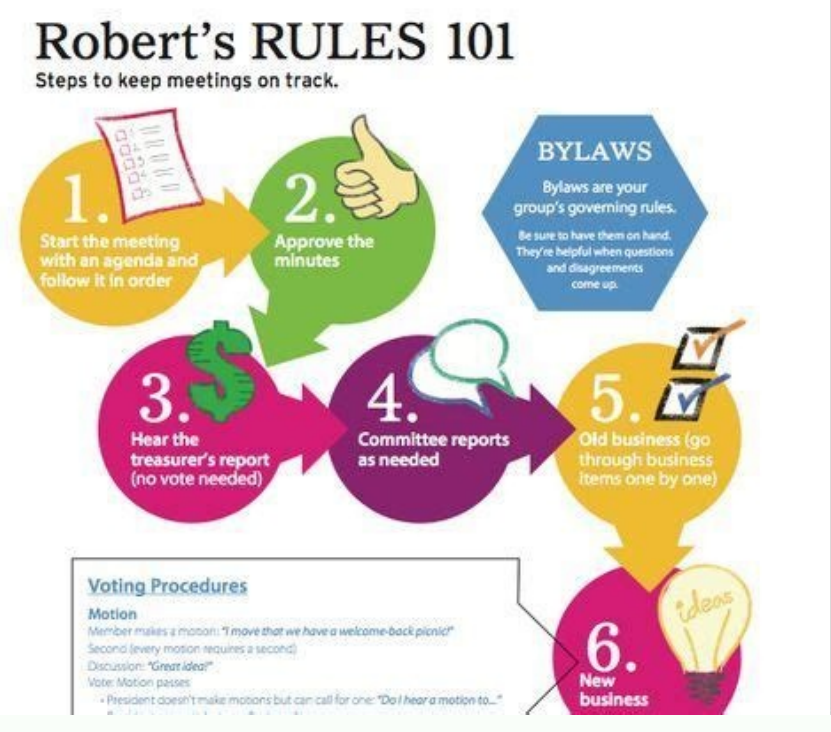 Robert's RULES 101
Steps to keep meetings on track.
1.
Start the meeting
with an agenda and
follow it in order
2.
Approve the
minutes
BYLAWS
Bylaws are your
group's governing rules.
Be sure to have them on hand.
They're helpful when questions
and disagreements
come up.
3.
Hear the
treasurer's report
(no vote needed)
4.
Committee reports
as needed
5.
Old business (go
through business
items one by one)
Voting Procedures
Motion
Member makes a motion: "I move that we have a welcome-back picnic!"
Second (every motion requires a second)
Discussion: "Great idea!"
Vote: Motion passes
• President doesn't make motions but can call for one: "Do I hear a motion to..."
ideas
6.
New
business